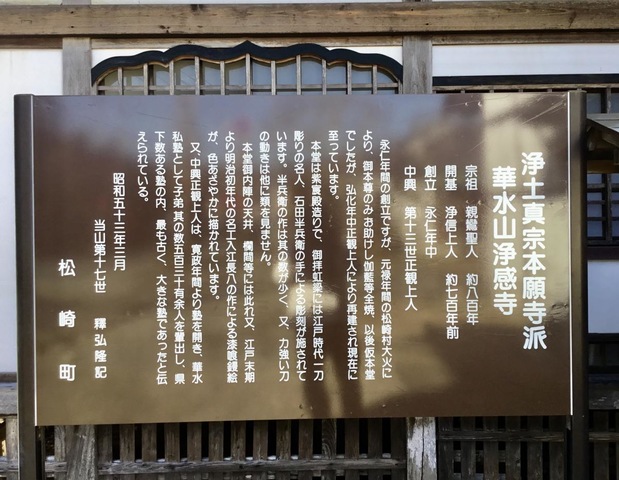 浄土真宗本願寺派
華水山浄感寺
宗祖 親鸞聖人 約八百年
開基 浄信上人 約七百年前
創立 永仁年中
中興 第十三世正観上人
永仁年間の創立ですが、元禄年間の松崎村大火に
より、御本尊のみお助けし伽藍等全焼、以後仮本堂
でしたが、弘化年中正観上人により再建され現在に
至っています。
本堂は紫宸殿造りで、御拝虹梁には江戸時代一刀
彫りの名人、石田半兵衛の手による彫刻が施されて
います。半兵衛の作は其の数が少く、又、力強い刀
の動きは他に類を見ません。
本堂御内陣の天井、欄間等には此れ又、江戸末期
より明治初年代の名工入江長八の作による漆喰鏝絵
が、色あざやかに描かれています。
又、中興正観上人は、寛政年間より塾を開き、華水
私塾として子弟其の数五百三十有余人を輩出し、県
下数ある塾の内、最も古く、大きな塾であったと伝
えられている。
昭和五十三年三月
当山第十七世 釋弘隆記
松崎町